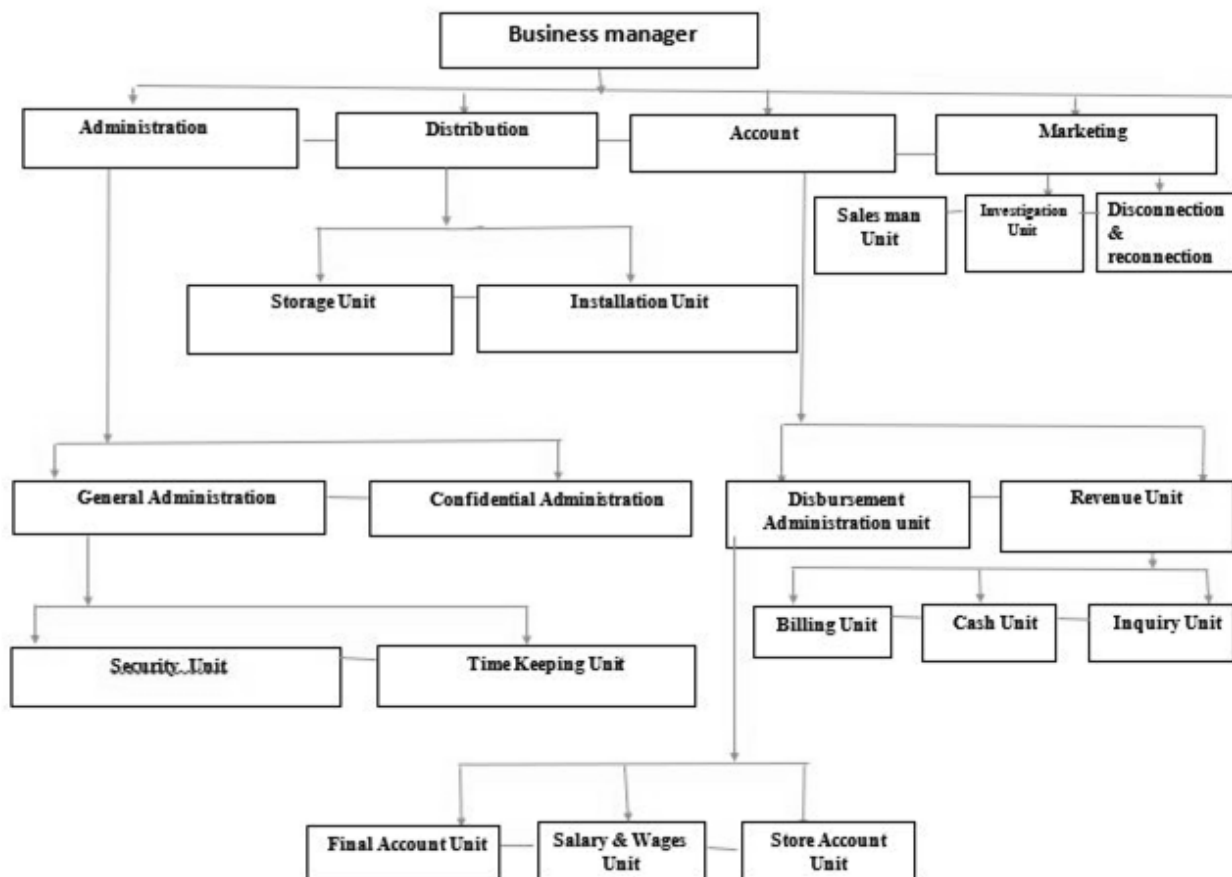 Business manager
Administration
Distribution
Account
Marketing
Sales man
Unit
Investigation
Unit
Disconnection
&
reconnection
Storage Unit
Installation Unit
General Administration
Confidential Administration
Disbursement
Administration unit
Revenue Unit
Billing Unit
Cash Unit
Inquiry Unit
Security Unit
Time Keeping Unit
Final Account Unit
Salary & Wages
Unit
Store Account
Unit